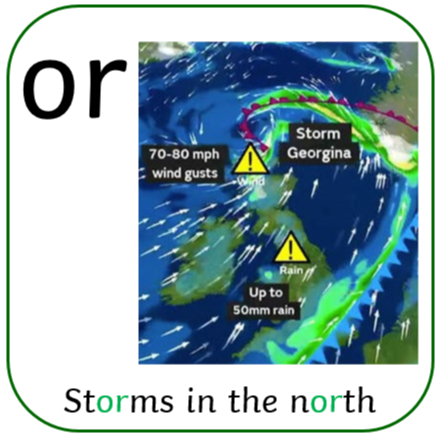 or
Storm
Georgina
70-80 mph
wind gusts
Wind
Rain
Up to
50mm rain
Storms in the north